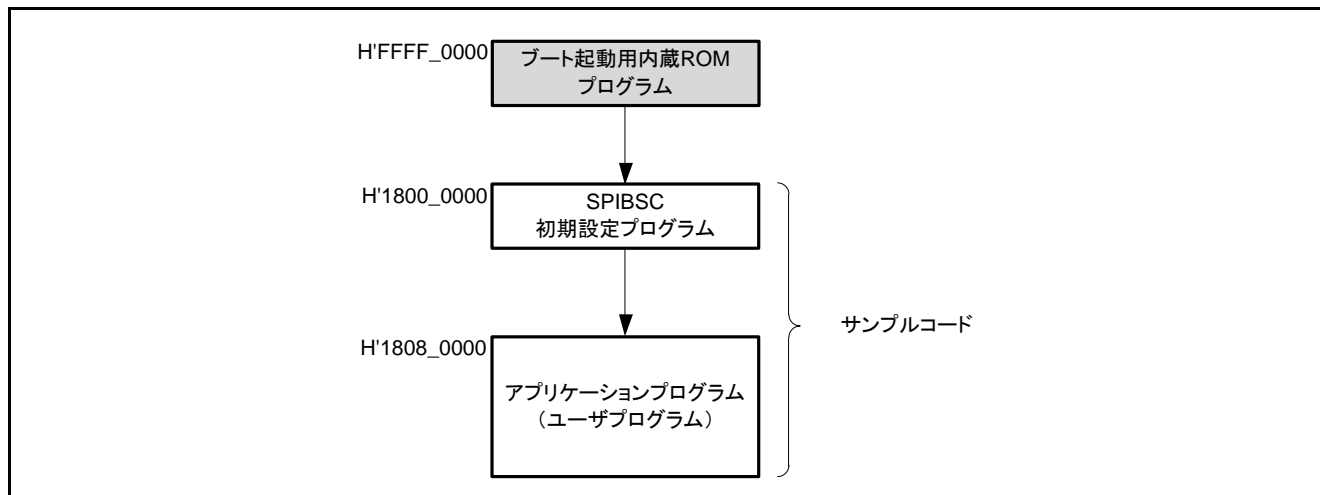 H'FFFF_0000
ブート起動用内蔵ROM
プログラム
H'1800_0000
SPIBSC
初期設定プログラム
サンプルコード
H'1808_0000
アプリケーションプログラム
（ユーザプログラム）